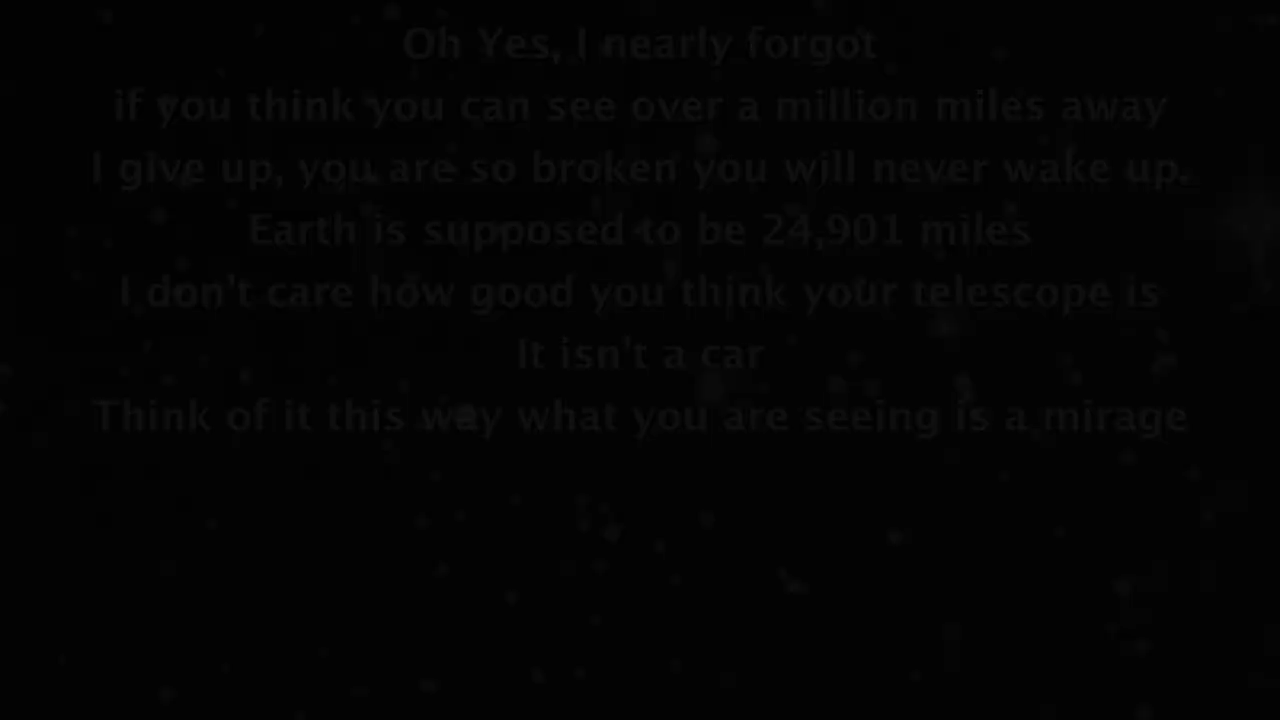 Oh Yes, I nearly forgot
if you think you can see over a million miles away
I give up, you are so broken you will never wake up.
Earth is supposed to be 24,901 miles
I don't care how good you think your telescope is
It isn't a car
Think of it this way what you are seeing is a mirage